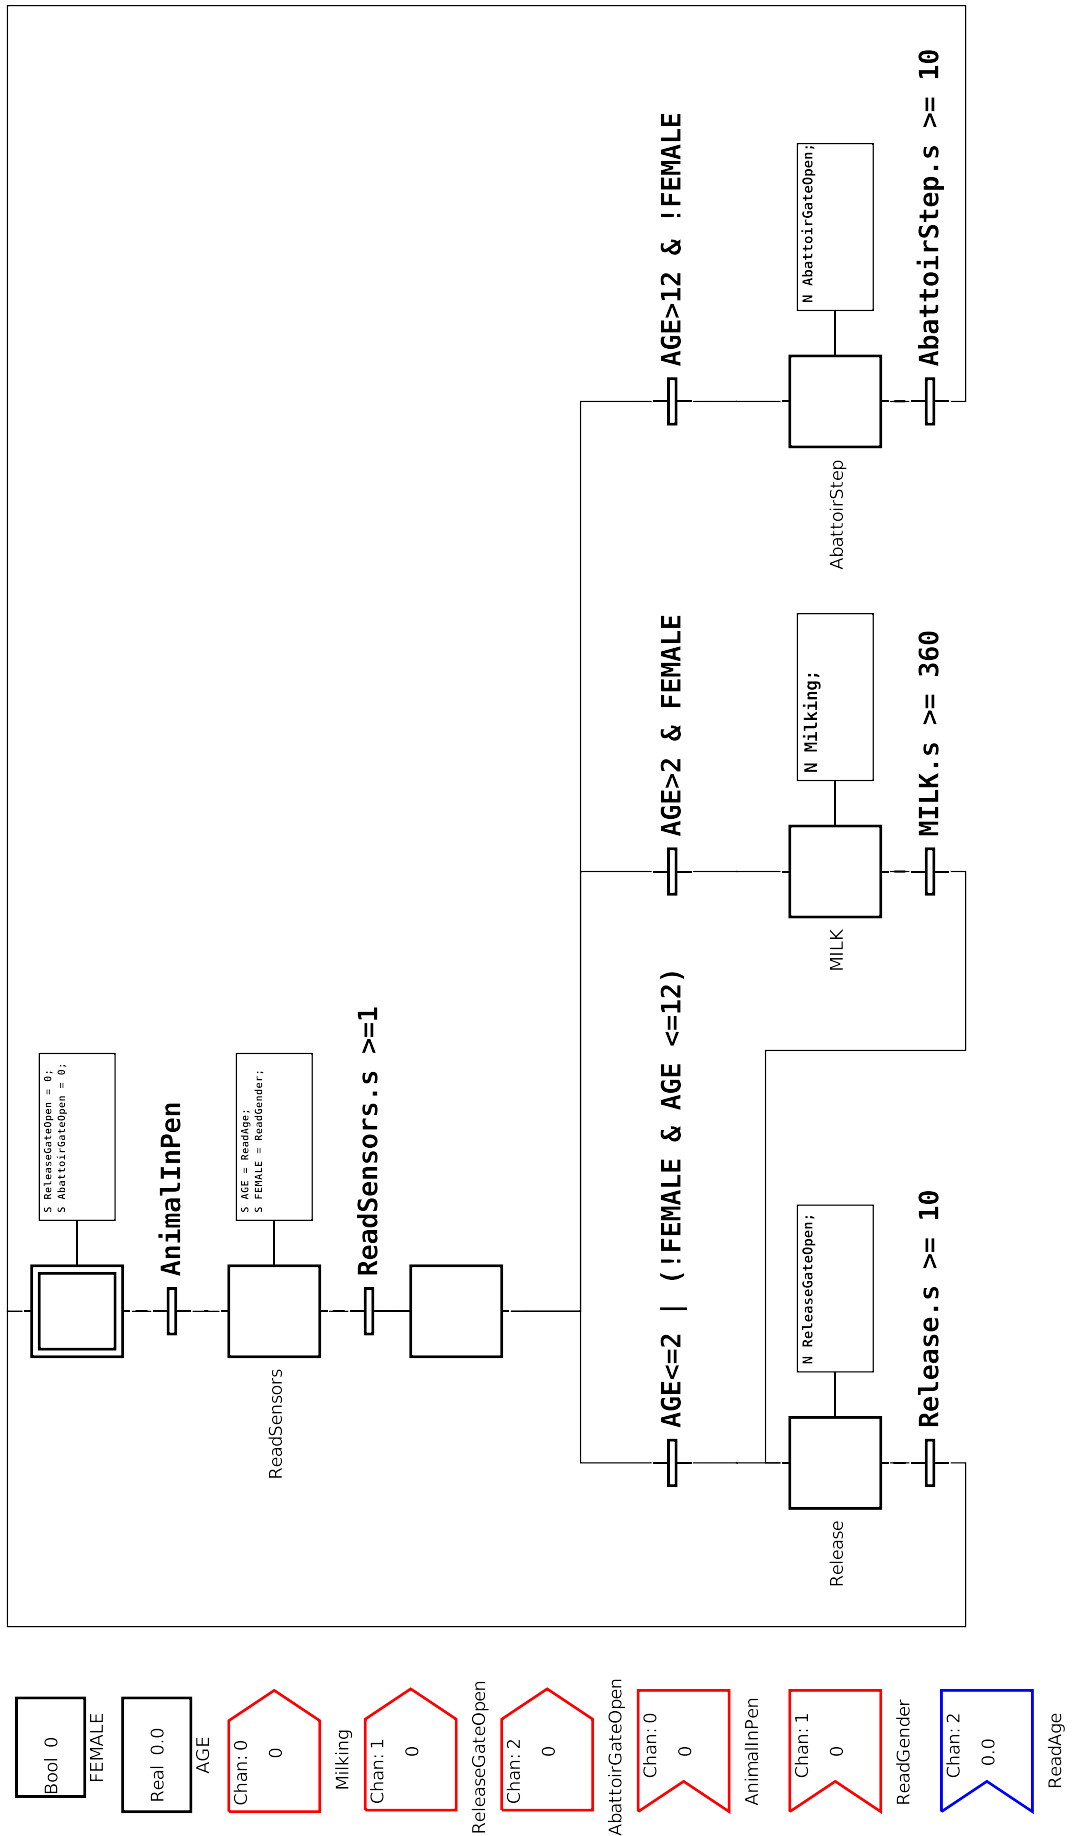 Bool 0
FEMALE
Real 0.0
AGE
Chan: 0
0
Milking
Chan: 1
0
ReleaseGateOpen
Chan: 2
0
AbattoirGateOpen
Chan: 0
0
AnimalInPen
Chan: 1
0
ReadGender
Chan: 2
0.0
ReadAge
S ReleaseGateOpen = 0;
S AbattoirGateOpen = 0;
AnimalInPen
S AGE = ReadAge;
S FEMALE = ReadGender;
ReadSensors
ReadSensors.s >=1
AGE<=2 | (!FEMALE & AGE <=12)
AGE>2 & FEMALE
AGE>12 & !FEMALE
N ReleaseGateOpen;
Release
Release.s >= 10
N Milking;
MILK
MILK.s >= 360
N AbattoirGateOpen;
AbattoirStep
AbattoirStep.s >= 10